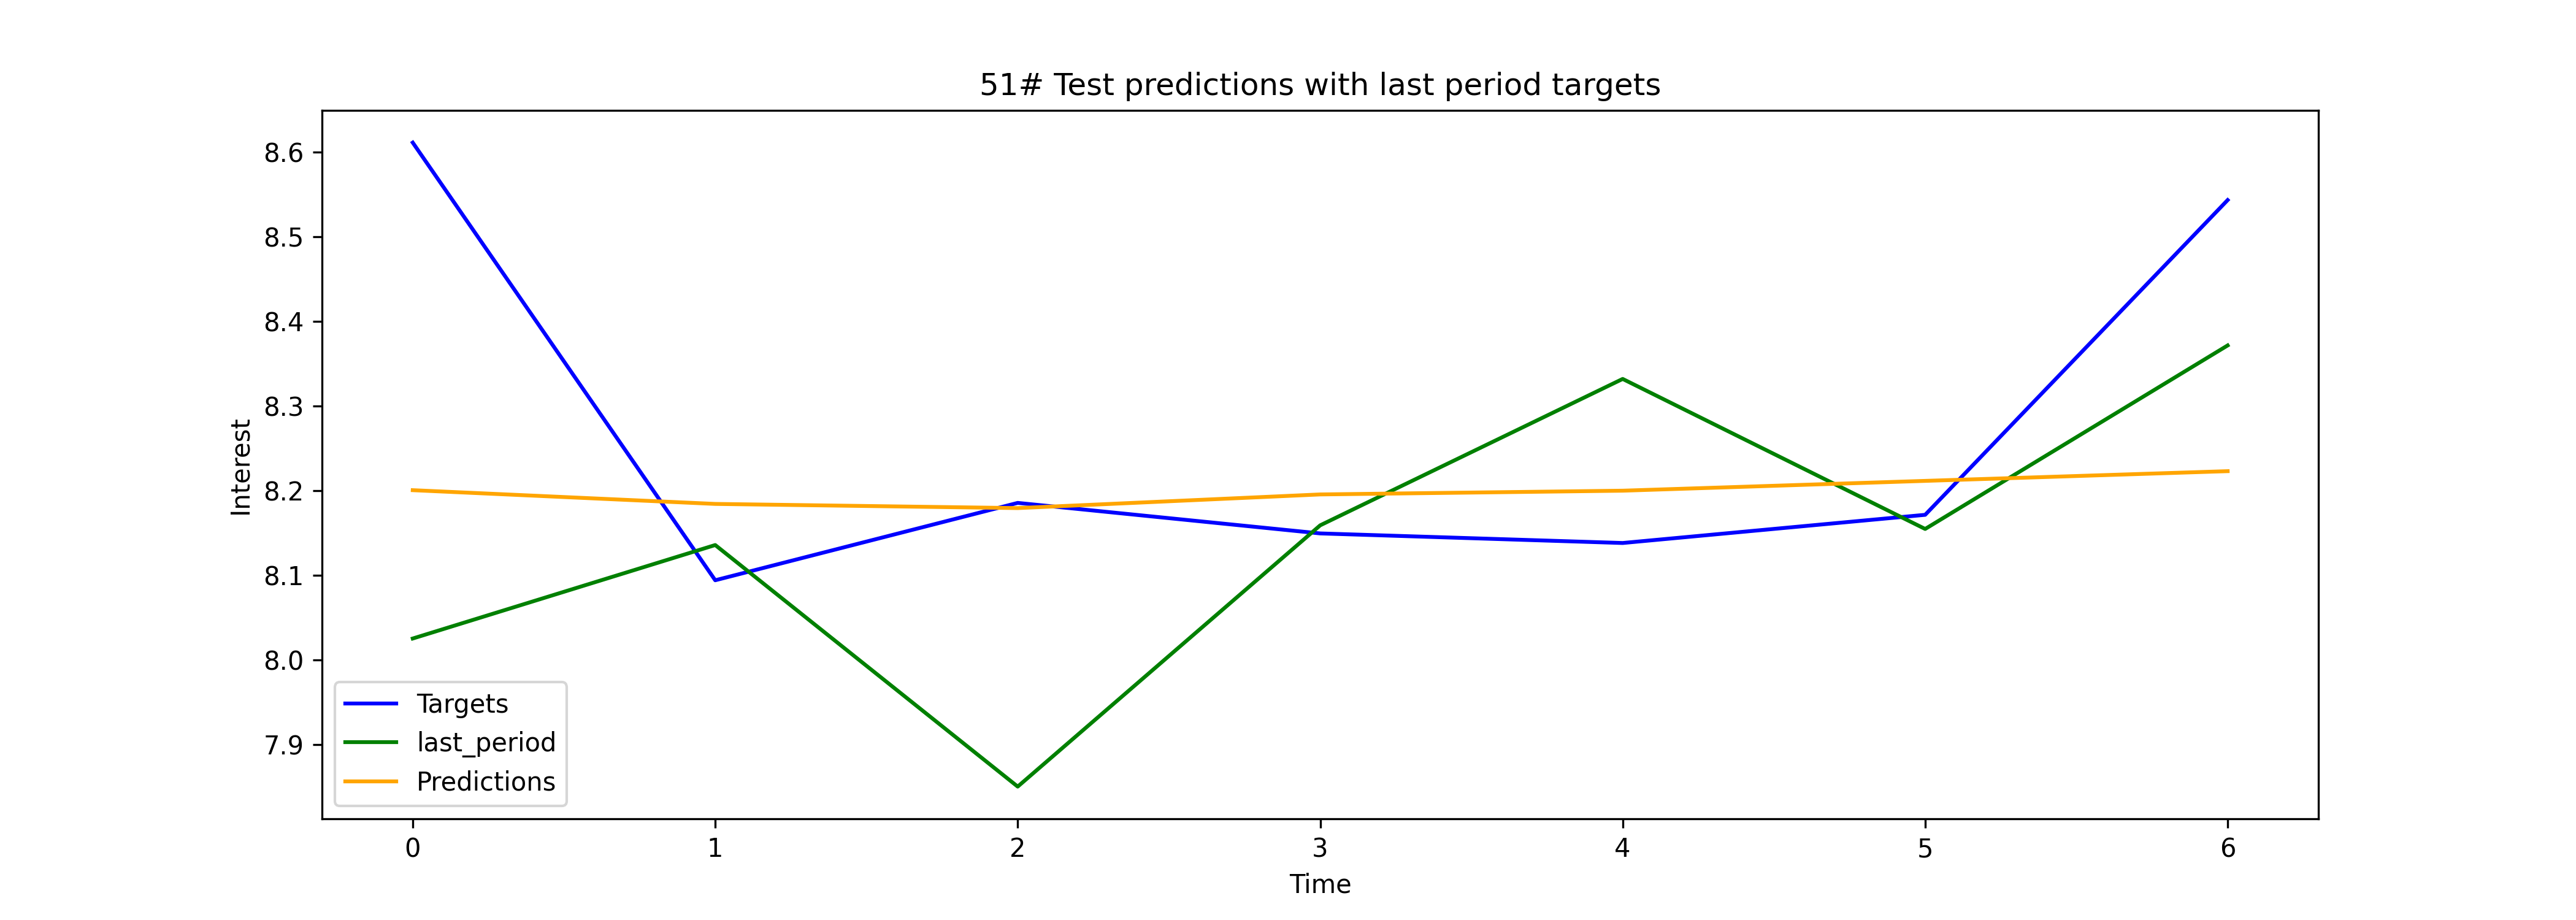 51# Test predictions with last period targets
8.6
8.5
8.4
8.3
8.2
8.1
8.0
7.9
Interest
Targets
last_period
Predictions
0 1 2 3 4 5 6
Time